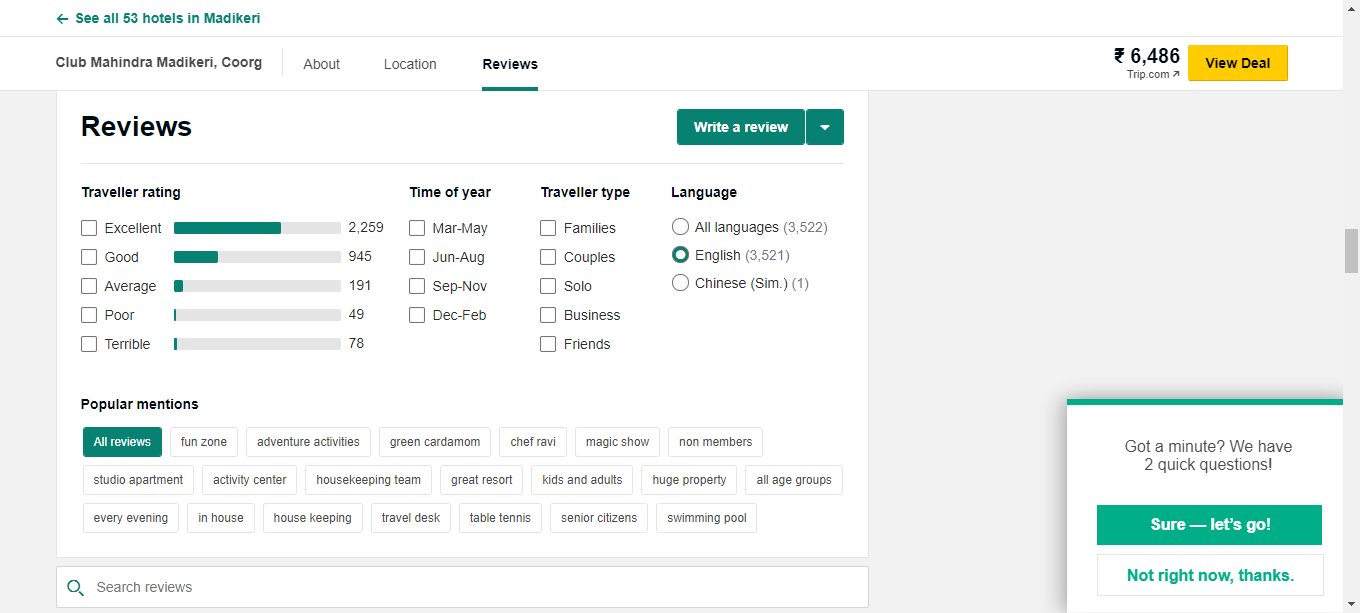 See all 53 hotels in Madikeri
Club Mahindra Madikeri, Coorg
About
Location
Reviews
₹ 6,486
Trip.com
View Deal
Reviews
Write a review
Traveller rating
Excellent 2,259
Good 945
Average 191
Poor 49
Terrible 78
Time of year
Mar-May
Jun-Aug
Sep-Nov
Dec-Feb
Traveller type
Families
Couples
Solo
Business
Friends
Language
All languages (3,522)
English (3,521)
Chinese (Sim.) (1)
Popular mentions
All reviews fun zone adventure activities green cardamom chef ravi magic show non members
studio apartment activity center housekeeping team great resort kids and adults huge property all age groups
every evening in house house keeping travel desk table tennis senior citizens swimming pool
Search reviews
Got a minute? We have
2 quick questions!
Sure — let's go!
Not right now, thanks.